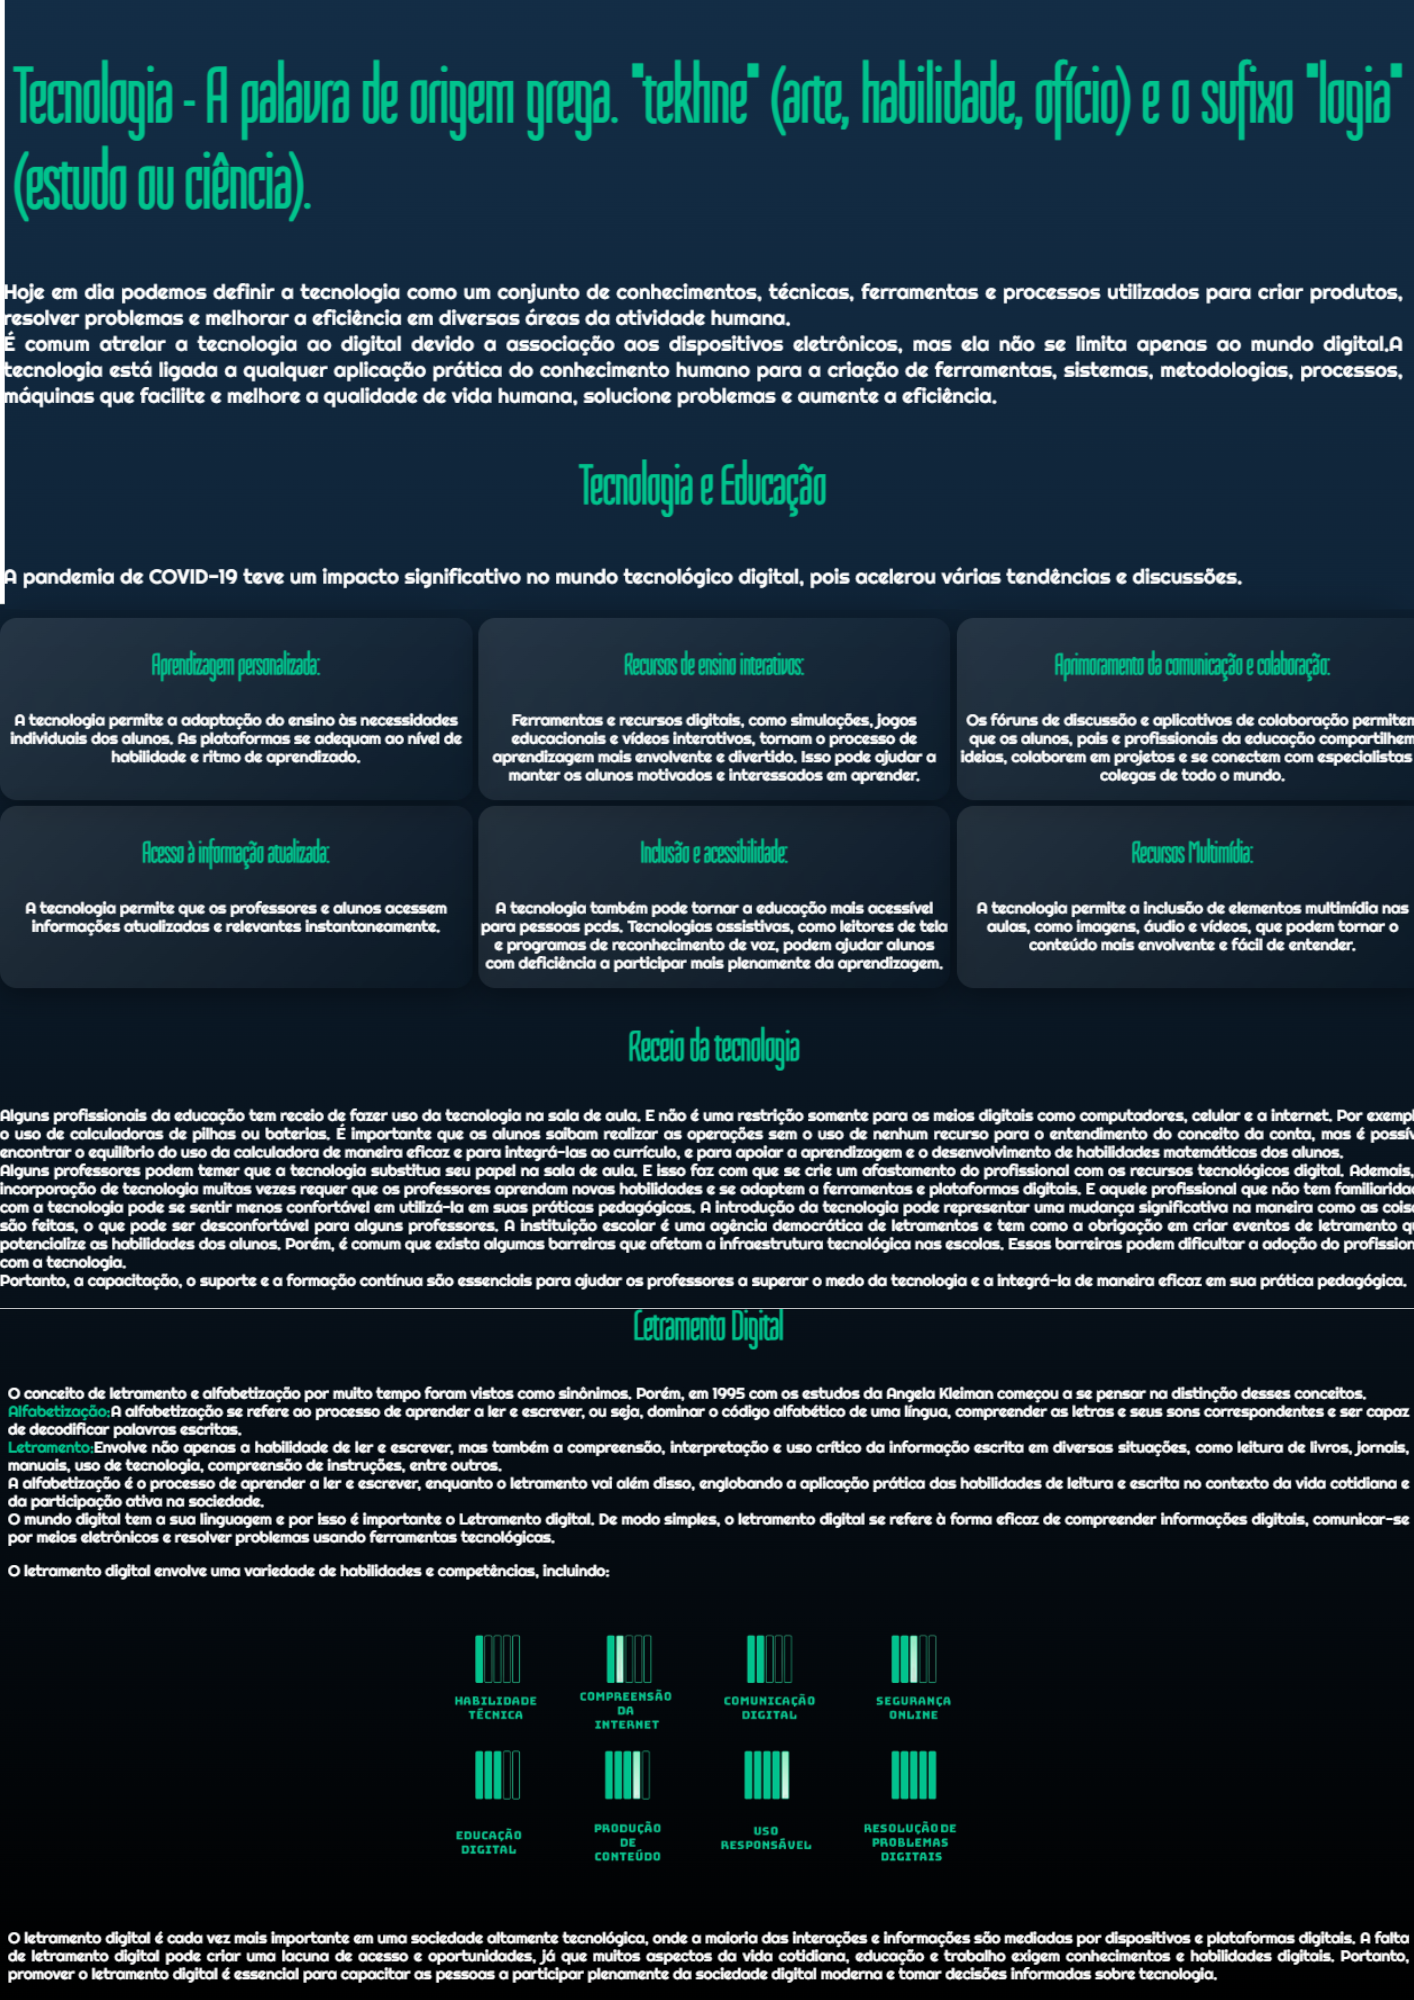 Tecnologia - A palavra de origem grega. "tekhne" (arte, habilidade, ofício) e o sufixo "logia"
(estudo ou ciência).
Hoje em dia podemos definir a tecnologia como um conjunto de conhecimentos, técnicas, ferramentas e processos utilizados para criar produtos,
resolver problemas e melhorar a eficiência em diversas áreas da atividade humana.
É comum atrelar a tecnologia ao digital devido a associação aos dispositivos eletrônicos, mas ela não se limita apenas ao mundo digital.A
tecnologia está ligada a qualquer aplicação prática do conhecimento humano para a criação de ferramentas, sistemas, metodologias, processos,
máquinas que facilite e melhore a qualidade de vida humana, solucione problemas e aumente a eficiência.
Tecnologia e Educação
A pandemia de COVID-19 teve um impacto significativo no mundo tecnológico digital, pois acelerou várias tendências e discussões.
Aprendizagem personalizada:
A tecnologia permite a adaptação do ensino às necessidades
individuais dos alunos. As plataformas se adequam ao nível de
habilidade e ritmo de aprendizado.
Recursos de ensino interativos:
Ferramentas e recursos digitais, como simulações, jogos
educacionais e vídeos interativos, tornam o processo de
aprendizagem mais envolvente e divertido. Isso pode ajudar a
manter os alunos motivados e interessados em aprender.
Aprimoramento da comunicação e colaboração:
Os fóruns de discussão e aplicativos de colaboração permitem
que os alunos, pais e profissionais da educação compartilhem
ideias, colaborem em projetos e se conectem com especialistas
colegas de todo o mundo.
Acesso à informação atualizada:
A tecnologia permite que os professores e alunos acessem
informações atualizadas e relevantes instantaneamente.
Inclusão e acessibilidade:
A tecnologia também pode tornar a educação mais acessível
para pessoas pcds. Tecnologias assistivas, como leitores de tela
e programas de reconhecimento de voz, podem ajudar alunos
com deficiência a participar mais plenamente da aprendizagem.
Recursos Multimídia:
A tecnologia permite a inclusão de elementos multimídia nas
aulas, como imagens, áudio e vídeos, que podem tornar o
conteúdo mais envolvente e fácil de entender.
Receio da tecnologia
Alguns profissionais da educação tem receio de fazer uso da tecnologia na sala de aula. E não é uma restrição somente para os meios digitais como computadores, celular e a internet. Por exempl
o uso de calculadoras de pilhas ou baterias. É importante que os alunos saibam realizar as operações sem o uso de nenhum recurso para o entendimento do conceito da conta, mas é possív
encontrar o equilíbrio do uso da calculadora de maneira eficaz e para integrá-las ao currículo, e para apoiar a aprendizagem e o desenvolvimento de habilidades matemáticas dos alunos.
Alguns professores podem temer que a tecnologia substitua seu papel na sala de aula. E isso faz com que se crie um afastamento do profissional com os recursos tecnológicos digital. Ademais,
incorporação de tecnologia muitas vezes requer que os professores aprendam novas habilidades e se adaptem a ferramentas e plataformas digitais. E aquele profissional que não tem familiaridad
com a tecnologia pode se sentir menos confortável em utilizá-la em suas práticas pedagógicas. A introdução da tecnologia pode representar uma mudança significativa na maneira como as coisa
são feitas, o que pode ser desconfortável para alguns professores. A instituição escolar é uma agência democrática de letramentos e tem como a obrigação em criar eventos de letramento qu
potencialize as habilidades dos alunos. Porém, é comum que exista algumas barreiras que afetam a infraestrutura tecnológica nas escolas. Essas barreiras podem dificultar a adoção do profission
com a tecnologia.
Portanto, a capacitação, o suporte e a formação contínua são essenciais para ajudar os professores a superar o medo da tecnologia e a integrá-la de maneira eficaz em sua prática pedagógica.
Letramento Digital
O conceito de letramento e alfabetização por muito tempo foram vistos como sinônimos. Porém, em 1995 com os estudos da Angela Kleiman começou a se pensar na distinção desses conceitos.
Alfabetização:A alfabetização se refere ao processo de aprender a ler e escrever, ou seja, dominar o código alfabético de uma língua, compreender as letras e seus sons correspondentes e ser capaz
de decodificar palavras escritas.
Letramento:Envolve não apenas a habilidade de ler e escrever, mas também a compreensão, interpretação e uso crítico da informação escrita em diversas situações, como leitura de livros, jornais,
manuais, uso de tecnologia, compreensão de instruções, entre outros.
A alfabetização é o processo de aprender a ler e escrever, enquanto o letramento vai além disso, englobando a aplicação prática das habilidades de leitura e escrita no contexto da vida cotidiana e
da participação ativa na sociedade.
O mundo digital tem a sua linguagem e por isso é importante o Letramento digital. De modo simples, o letramento digital se refere à forma eficaz de compreender informações digitais, comunicar-se
por meios eletrônicos e resolver problemas usando ferramentas tecnológicas.
O letramento digital envolve uma variedade de habilidades e competências, incluindo:
HABILIDADE
TÉCNICA
COMPREENSÃO
DA
INTERNET
COMUNICAÇÃO
DIGITAL
SEGURANÇA
ONLINE
EDUCAÇÃO
DIGITAL
PRODUÇÃO
DE
CONTEÚDO
USO
RESPONSÁVEL
RESOLUÇÃO DE
PROBLEMAS
DIGITAIS
O letramento digital é cada vez mais importante em uma sociedade altamente tecnológica, onde a maioria das interações e informações são mediadas por dispositivos e plataformas digitais. A falta
de letramento digital pode criar uma lacuna de acesso e oportunidades, já que muitos aspectos da vida cotidiana, educação e trabalho exigem conhecimentos e habilidades digitais. Portanto,
promover o letramento digital é essencial para capacitar as pessoas a participar plenamente da sociedade digital moderna e tomar decisões informadas sobre tecnologia.